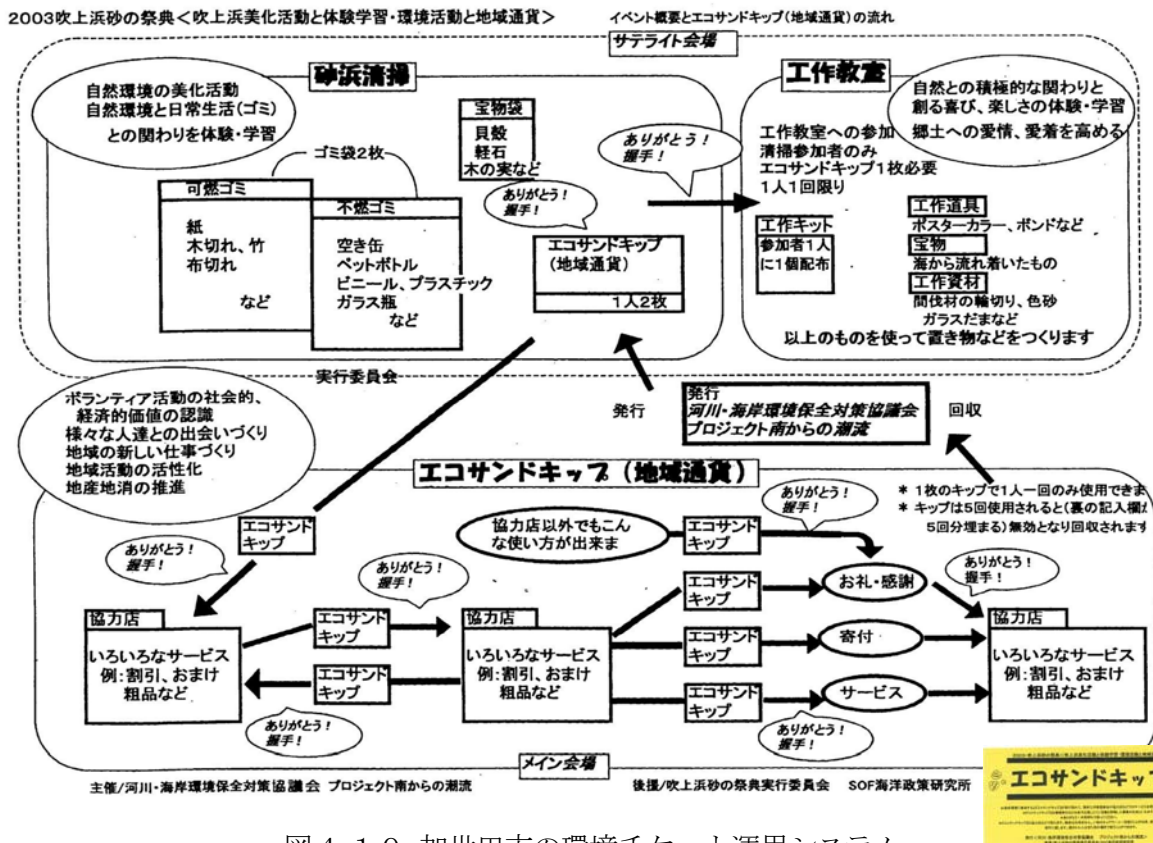 2003吹上浜砂の祭典<吹上浜美化活動と体験学習・環境活動と地域通貨>
イベント概要とエコサンドキップ(地域通貨)の流れ
サテライト会場
砂浜清掃
自然環境の美化活動
自然環境と日常生活(ゴミ)
との関わりを体験・学習
ゴミ袋2枚
可燃ゴミ
紙
木切れ、竹
布切れ
など
不燃ゴミ
空き缶
ペットボトル
ビニール、プラスチック
ガラス瓶
など
宝物袋
貝殻
軽石
木の実など
ありがとう!
握手!
エコサンドキップ
(地域通貨)
1人2枚
ありがとう!
握手!
工作教室
自然との積極的な関わりと
創る喜び、楽しさの体験・学習
郷土への愛情、愛着を高める
工作教室への参加
清掃参加者のみ
エコサンドキップ1枚必要
1人1回限り
工作キット
参加者1人
に1個配布
工作道具
ポスターカラー、ボンドなど
宝物
海から流れ着いたもの
工作資材
間伐材の輪切り、色砂
ガラスだまなど
以上のものを使って置き物などをつくります
実行委員会
ボランティア活動の社会的、
経済的価値の認識
様々な人達との出会いづくり
地域の新しい仕事づくり
地域活動の活性化
地産地消の推進
発行
発行
河川・海岸環境保全対策協議会
プロジェクト南からの潮流
回収
エコサンドキップ(地域通貨)
* 1枚のキップで1人一回のみ使用できま
* キップは5回使用されると(裏の記入欄が
5回分埋まる)無効となり回収されます
エコサンド
キップ
ありがとう!
握手!
協力店
いろいろなサービス
例:割引、おまけ
粗品など
ありがとう!
握手!
エコサンド
キップ
エコサンド
キップ
ありがとう!
握手!
協力店
いろいろなサービス
例:割引、おまけ
粗品など
協力店以外でもこん
な使い方が出来ま
エコサンド
キップ
ありがとう!
握手!
エコサンド
キップ
お礼・感謝
エコサンド
キップ
寄付
エコサンド
キップ
サービス
ありがとう!
握手!
ありがとう!
握手!
協力店
いろいろなサービス
例:割引、おまけ
粗品など
メイン会場
主催/河川・海岸環境保全対策協議会 プロジェクト南からの潮流
後援/吹上浜砂の祭典実行委員会 SOF海洋政策研究所
エコサンドキップ